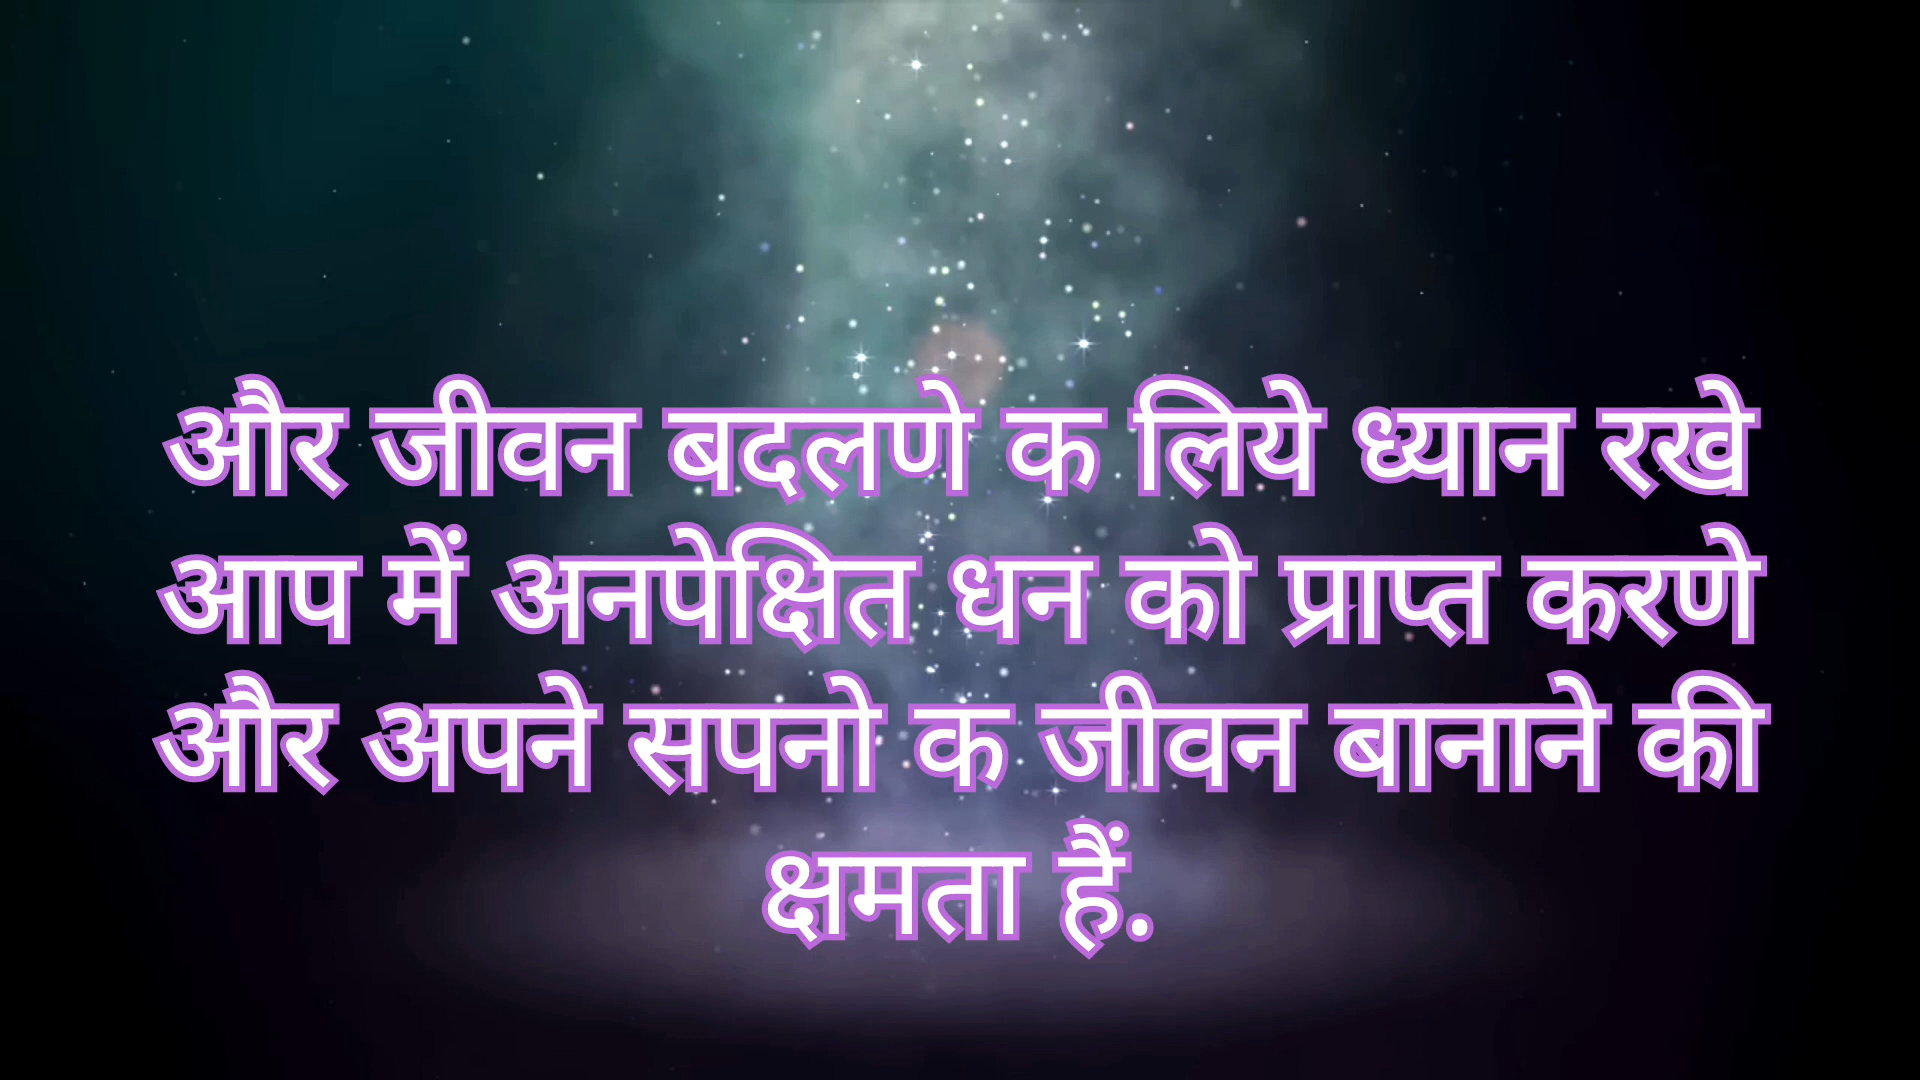 और जीवन बदलणे क लिये ध्यान रखे
आप में अनपेक्षित धन को प्राप्त करणे
और अपने सपनो क जीवन बानाने की
क्षमता हैं.